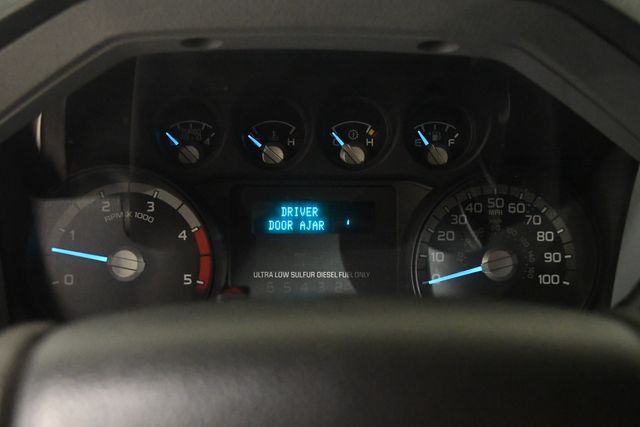 H
H
E F
DRIVER
DOOR AJAR
0 1 2 3 4 5
RPM X 1000
0 10 20 30 40 50 60 70 80 90 100
MPH
ULTRA LOW SULFUR DIESEL FUEL ONLY